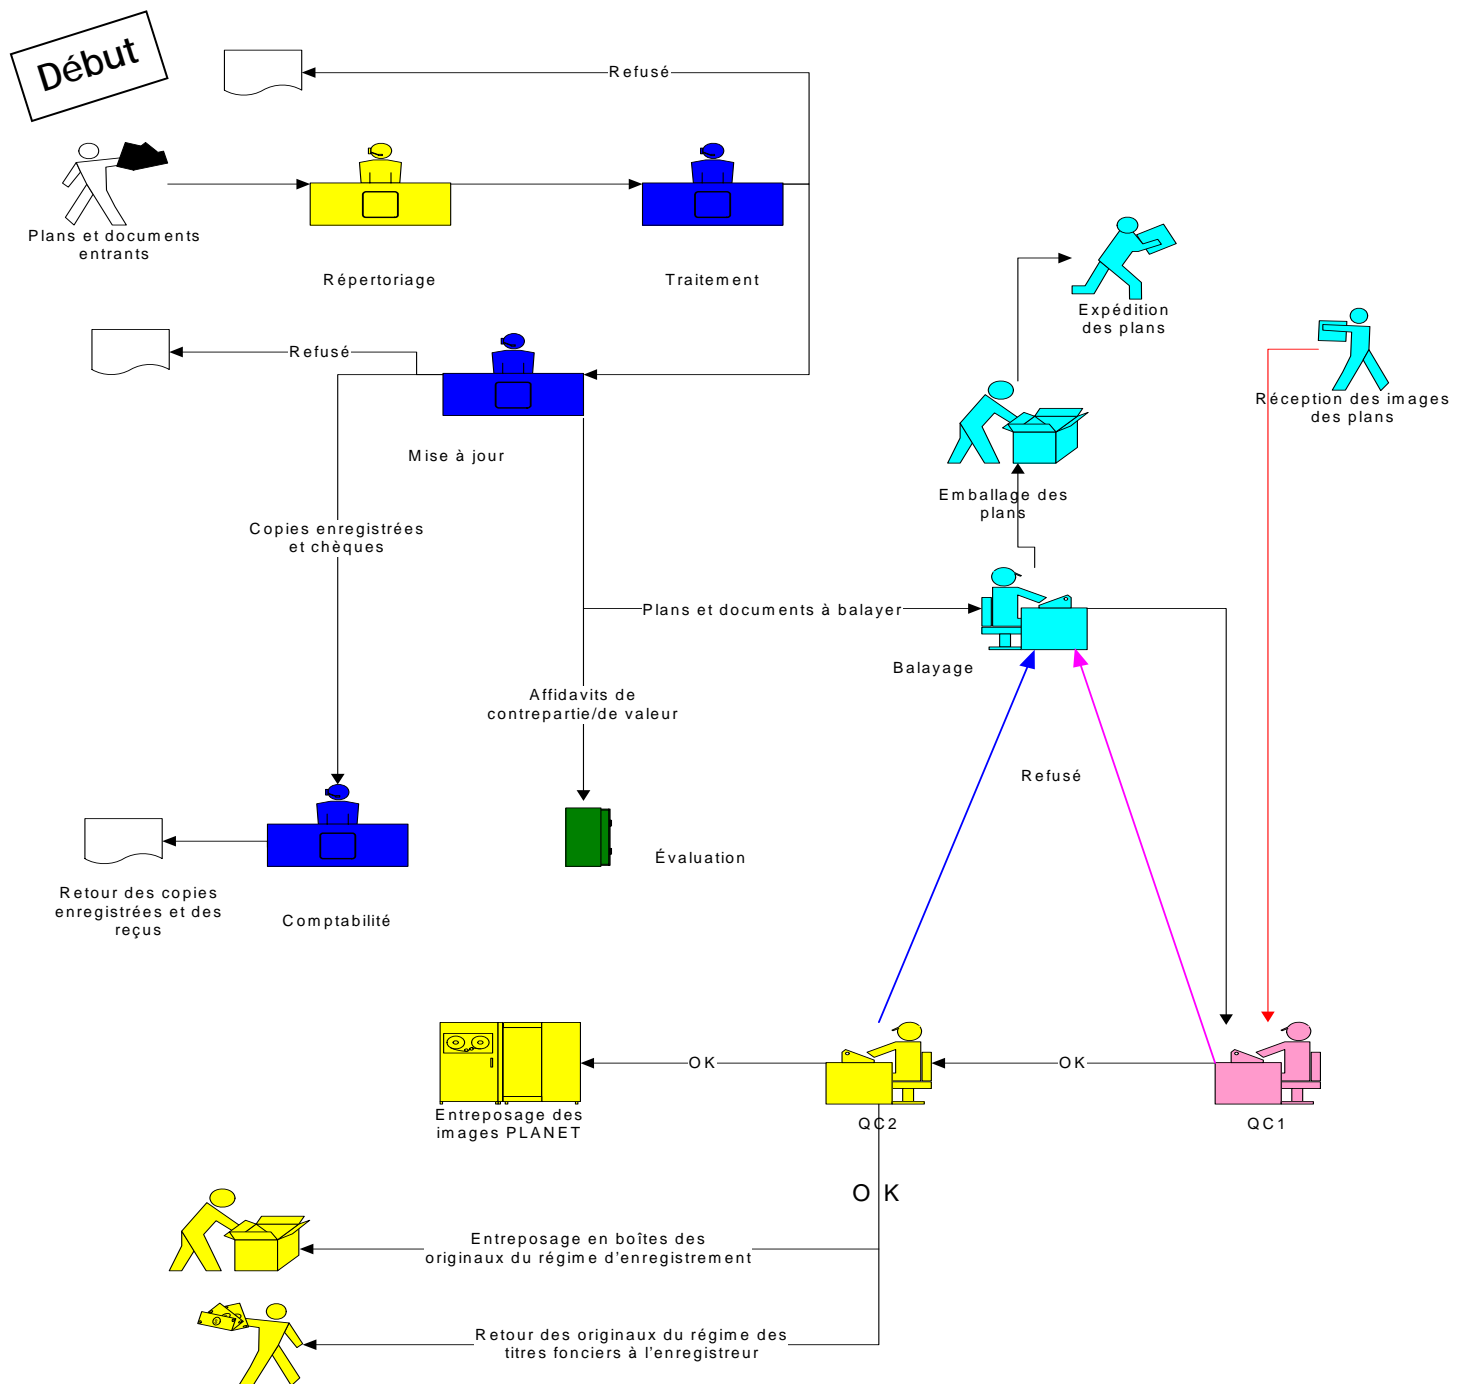 Début
Refusé
Plans et documents
entrants
Répertoriage
Traitement
Expédition
des plans
Refusé
Réception des images
des plans
Mise à jour
Emballage des
plans
Copies enregistrées
et chèques
Plans et documents à balayer
Balayage
Affidavits de
contrepartie/de valeur
Refusé
Évaluation
Retour des copies
enregistrées et des
reçus
Comptabilité
OK
OK
Entreposage des
images PLANET
QC2
QC1
OK
Entreposage en boîtes des
originaux du régime d'enregistrement
Retour des originaux du régime des
titres fonciers à l'enregistreur